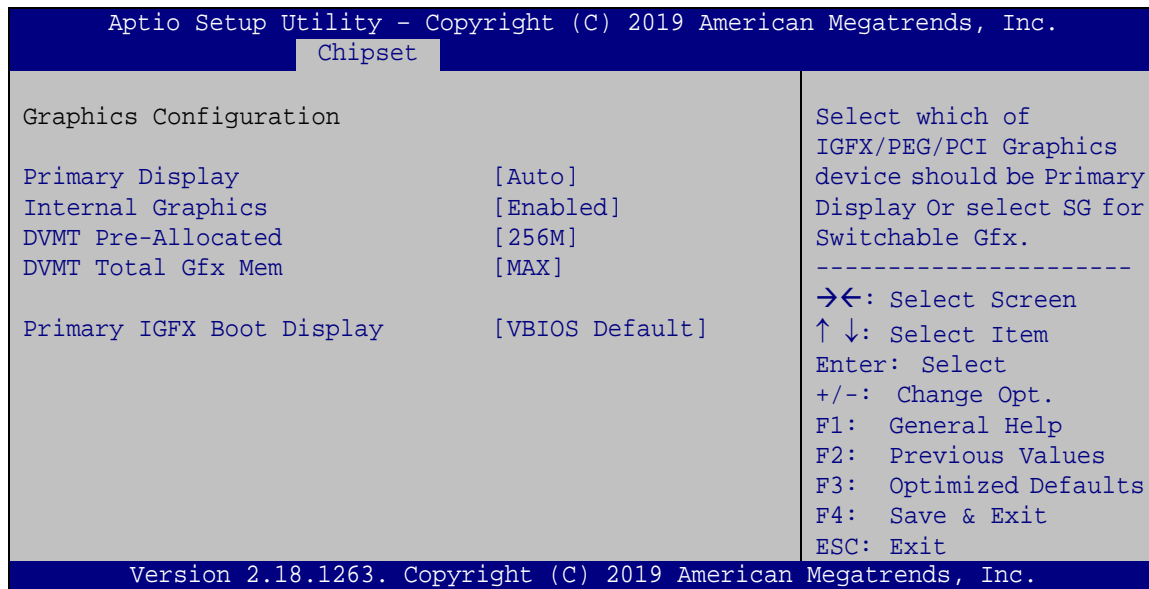 Aptio Setup Utility – Copyright (C) 2019 American Megatrends, Inc.
Chipset
Graphics Configuration
Primary Display [Auto]
Internal Graphics [Enabled]
DVMT Pre-Allocated [256M]
DVMT Total Gfx Mem [MAX]
Primary IGFX Boot Display [VBIOS Default]
Select which of
IGFX/PEG/PCI Graphics
device should be Primary
Display Or select SG for
Switchable Gfx.
----------------------
→←: Select Screen
↑ ↓: Select Item
Enter: Select
+/-: Change Opt.
F1: General Help
F2: Previous Values
F3: Optimized Defaults
F4: Save & Exit
ESC: Exit
Version 2.18.1263. Copyright (C) 2019 American Megatrends, Inc.